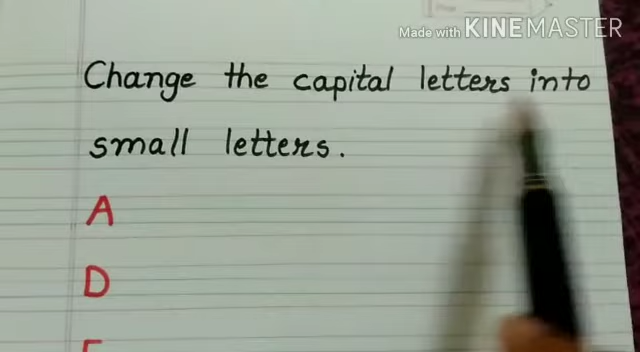 Made with KINEMASTER
Change the capital letters into
small letters.
A
D